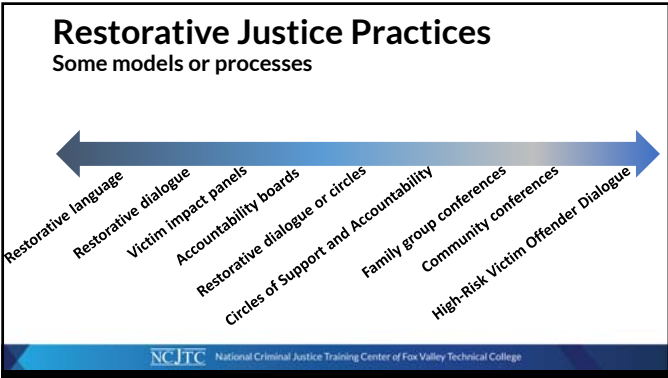 Restorative Justice Practices
Some models or processes
Restorative language
Restorative dialogue
Victim impact panels
Accountability boards
Restorative dialogue or circles
Circles of Support and Accountability
Family group conferences
Community conferences
High-Risk Victim Offender Dialogue
NCJTC National Criminal Justice Training Center of Fox Valley Technical College